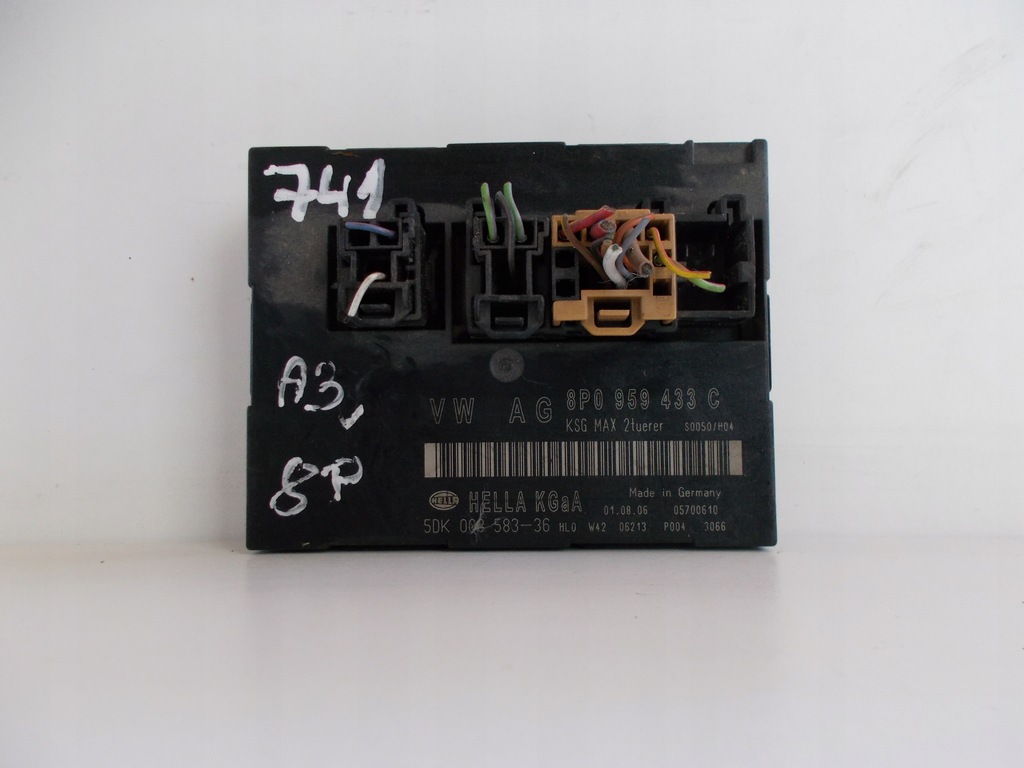 741
A3
8P
VW AG 8P0 959 433 C
KSG MAX 2tuerer S0050/H04
HELLA HELLA KGaA Made in Germany
01.08.06 05700610
5DK 008 583-36 HL0 W42 06213 P004 3066